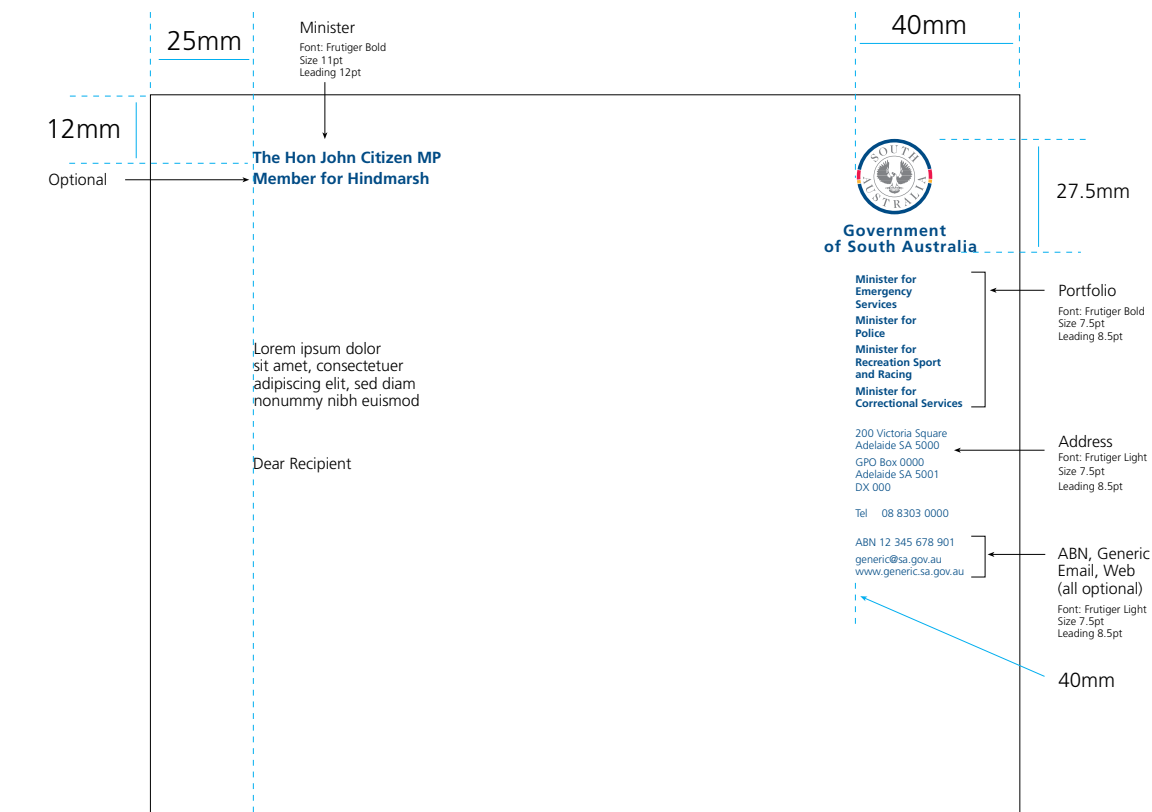 25mm
Minister
Font: Frutiger Bold
Size 11pt
Leading 12pt
40mm
12mm
Optional
The Hon John Citizen MP
Member for Hindmarsh
SOUTH
AUSTRALIA
Government
of South Australia
27.5mm
Minister for
Emergency
Services
Minister for
Police
Minister for
Recreation Sport
and Racing
Minister for
Correctional Services
Portfolio
Font: Frutiger Bold
Size 7.5pt
Leading 8.5pt
Lorem ipsum dolor
sit amet, consectetuer
adipiscing elit, sed diam
nonummy nibh euismod
Dear Recipient
200 Victoria Square
Adelaide SA 5000
GPO Box 0000
Adelaide SA 5001
DX 000
Tel 08 8303 0000
Address
Font: Frutiger Light
Size 7.5pt
Leading 8.5pt
ABN 12 345 678 901
generic@sa.gov.au
www.generic.sa.gov.au
ABN, Generic
Email, Web
(all optional)
Font: Frutiger Light
Size 7.5pt
Leading 8.5pt
40mm